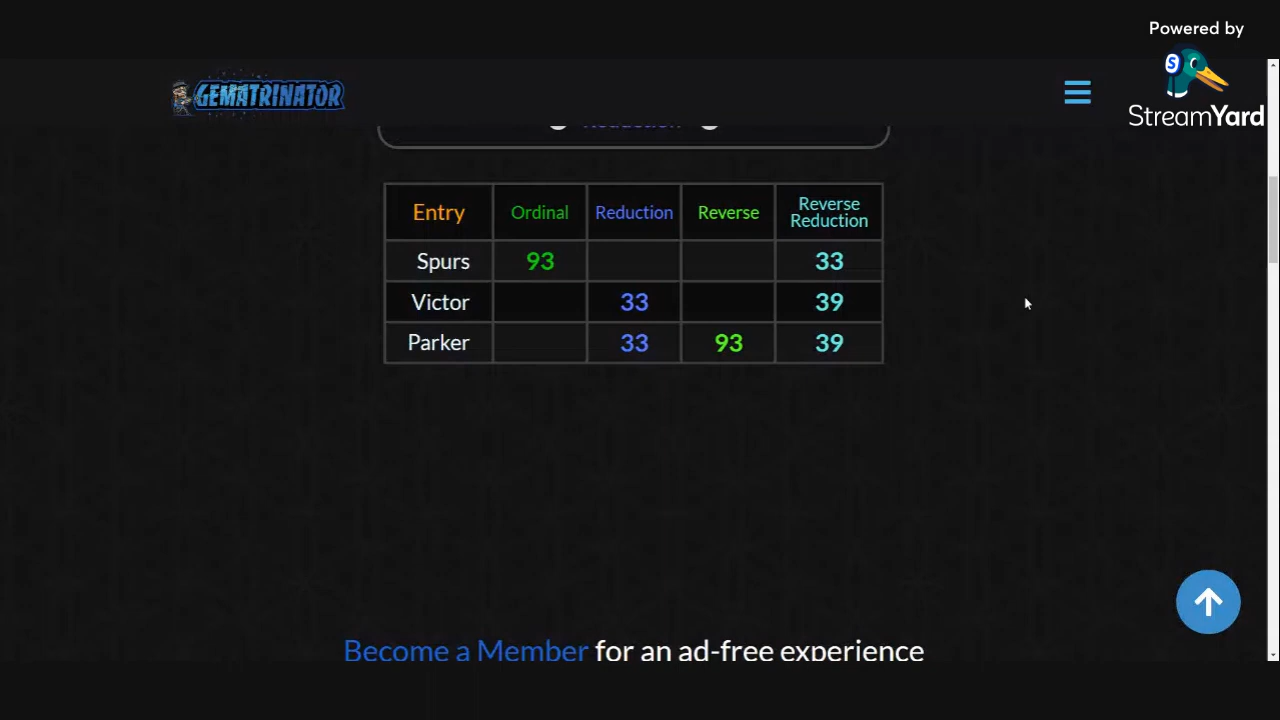 Powered by
StreamYard
GEMATRINATOR
Reduction
Entry Ordinal Reduction Reverse Reverse Reduction
Spurs 93 33
Victor 33 39
Parker 33 93 39
Become a Member for an ad-free experience